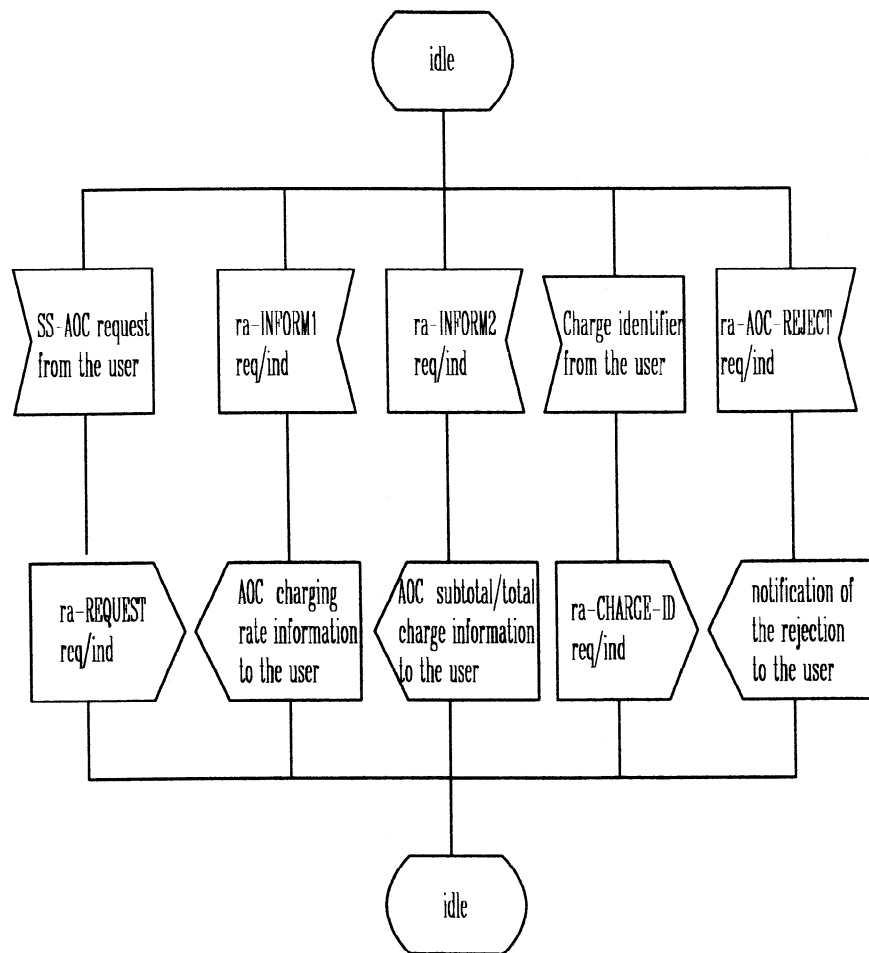 idle
SS-AOC request
from the user
ra-INFORM1
req/ind
ra-INFORM2
req/ind
Charge identifier
from the user
ra-AOC-REJECT
req/ind
ra-REQUEST
req/ind
AOC charging
rate information
to the user
AOC subtotal/total
charge information
to the user
ra-CHARGE-ID
req/ind
notification of
the rejection
to the user
idle